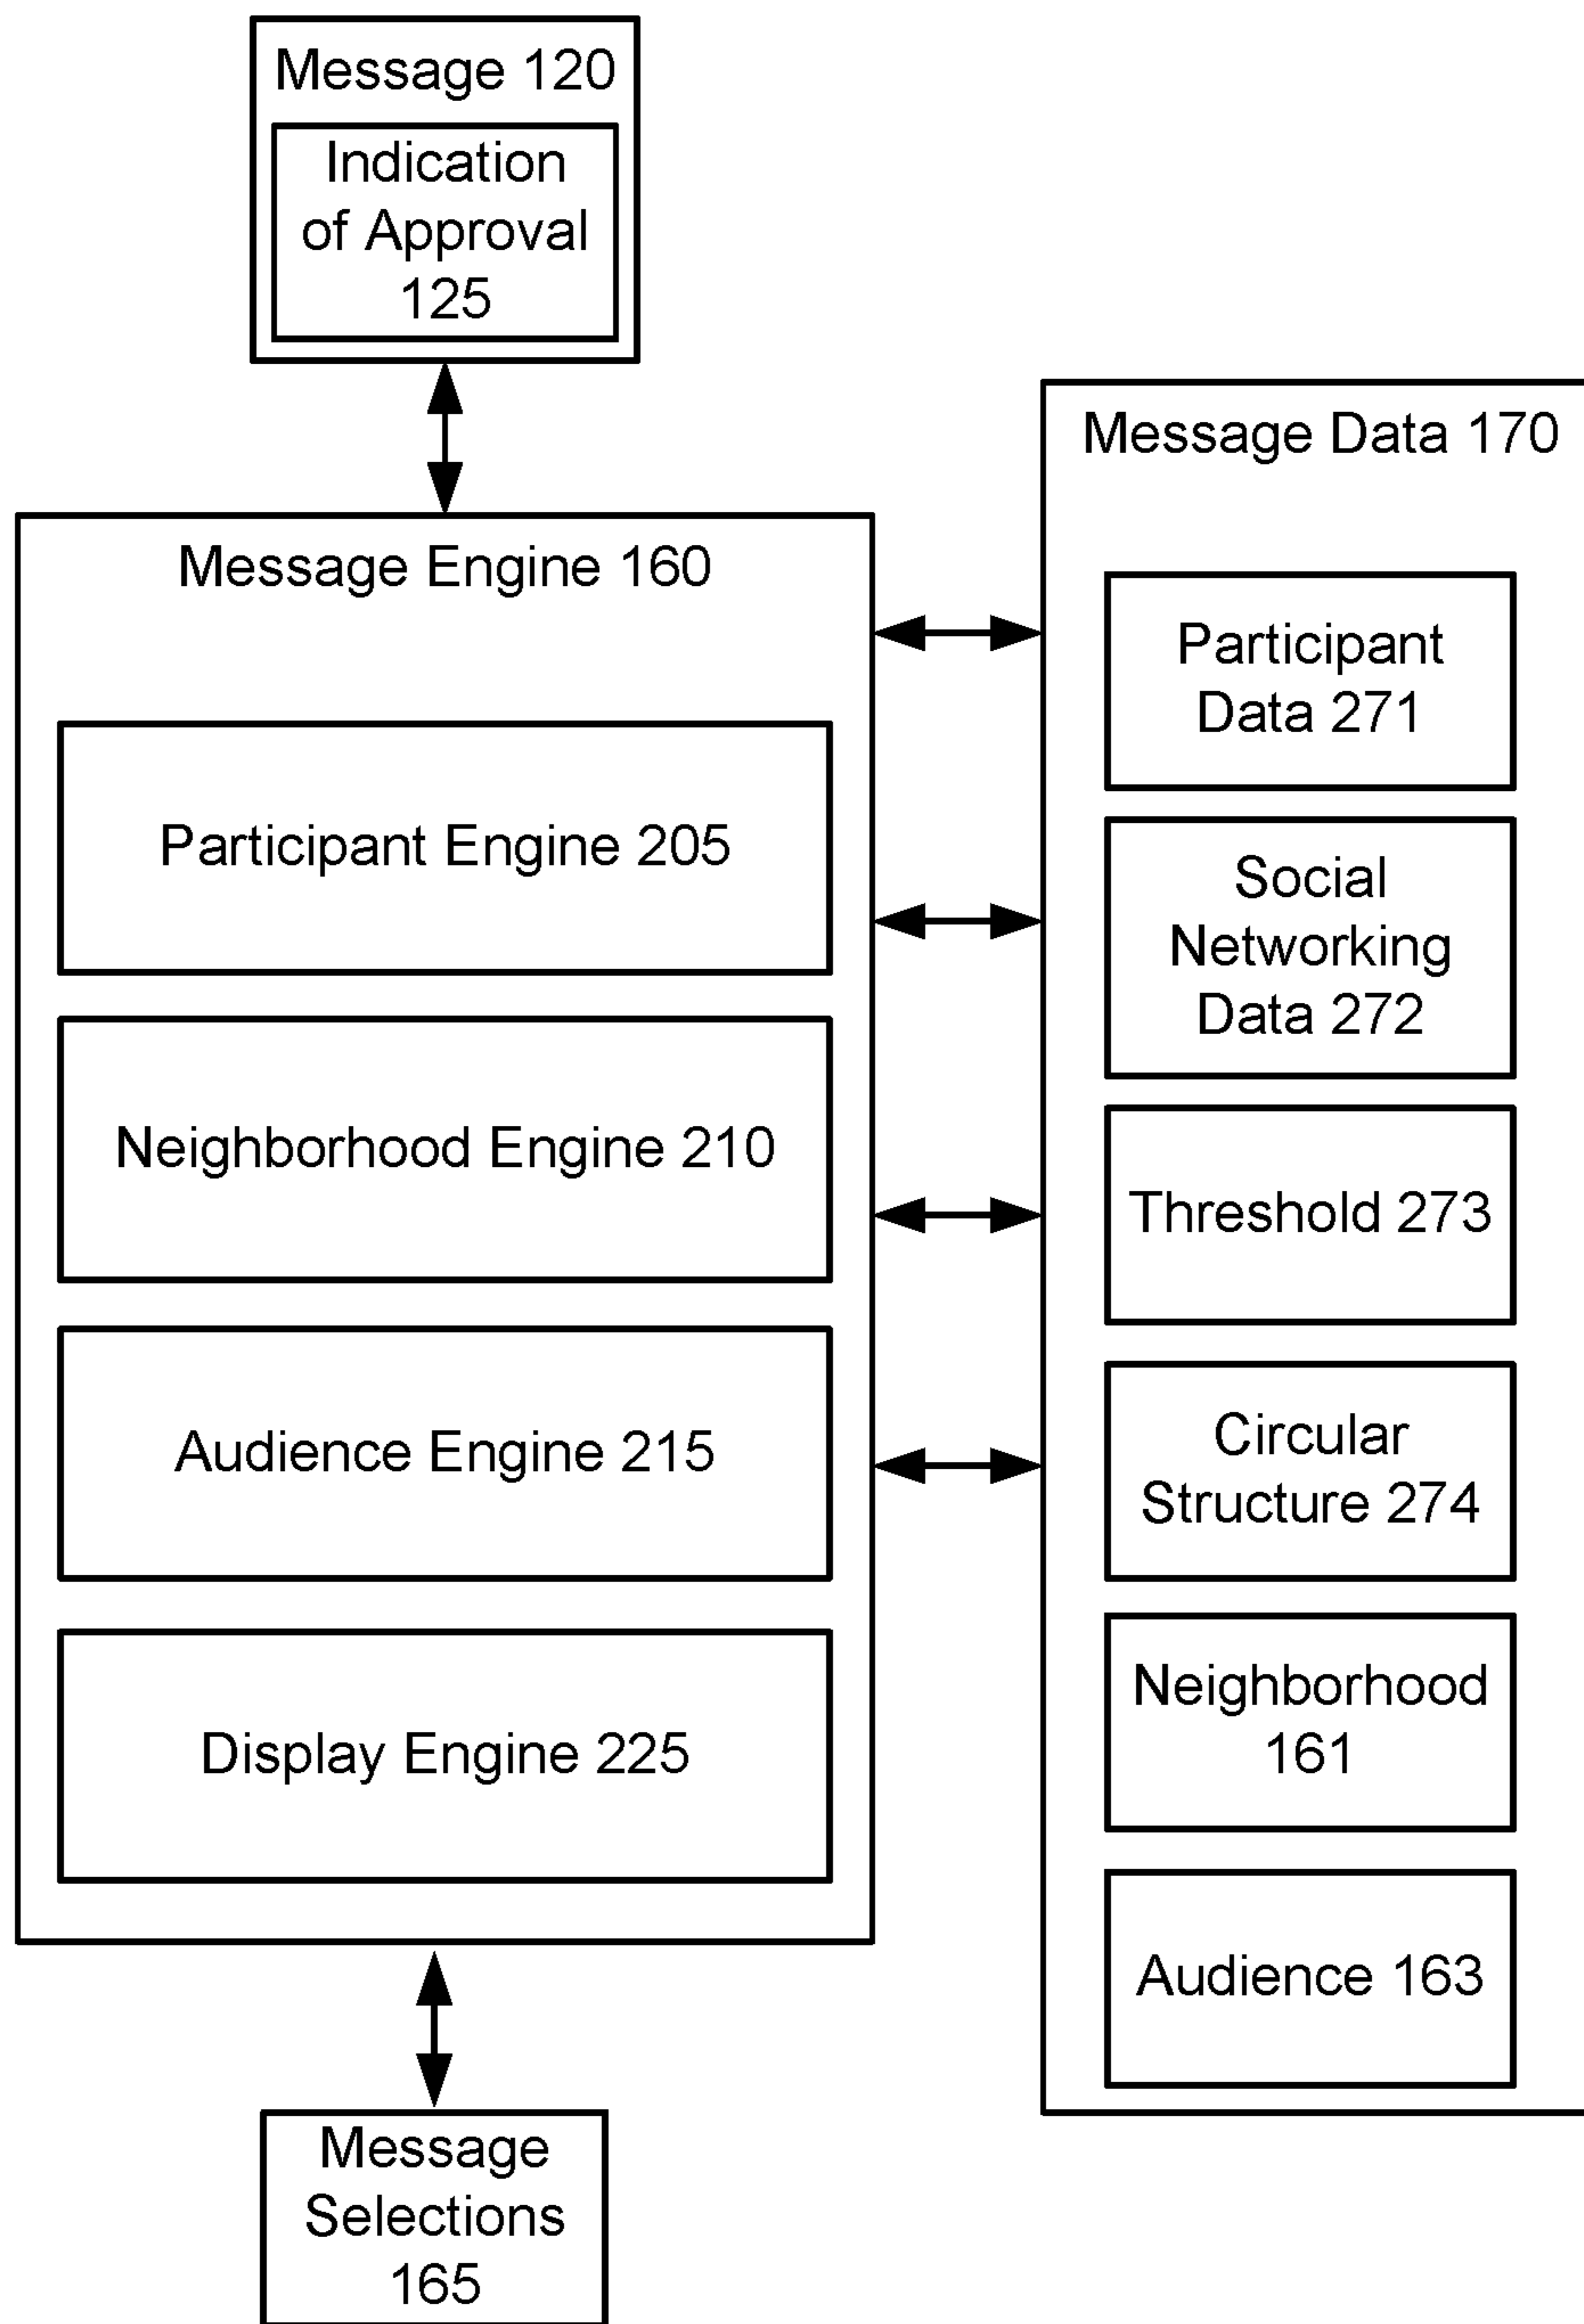 Message 120
Indication
of Approval
125
Message Engine 160
Participant Engine 205
Neighborhood Engine 210
Audience Engine 215
Display Engine 225
Message
Selections
165
Message Data 170
Participant
Data 271
Social
Networking
Data 272
Threshold 273
Circular
Structure 274
Neighborhood
161
Audience 163